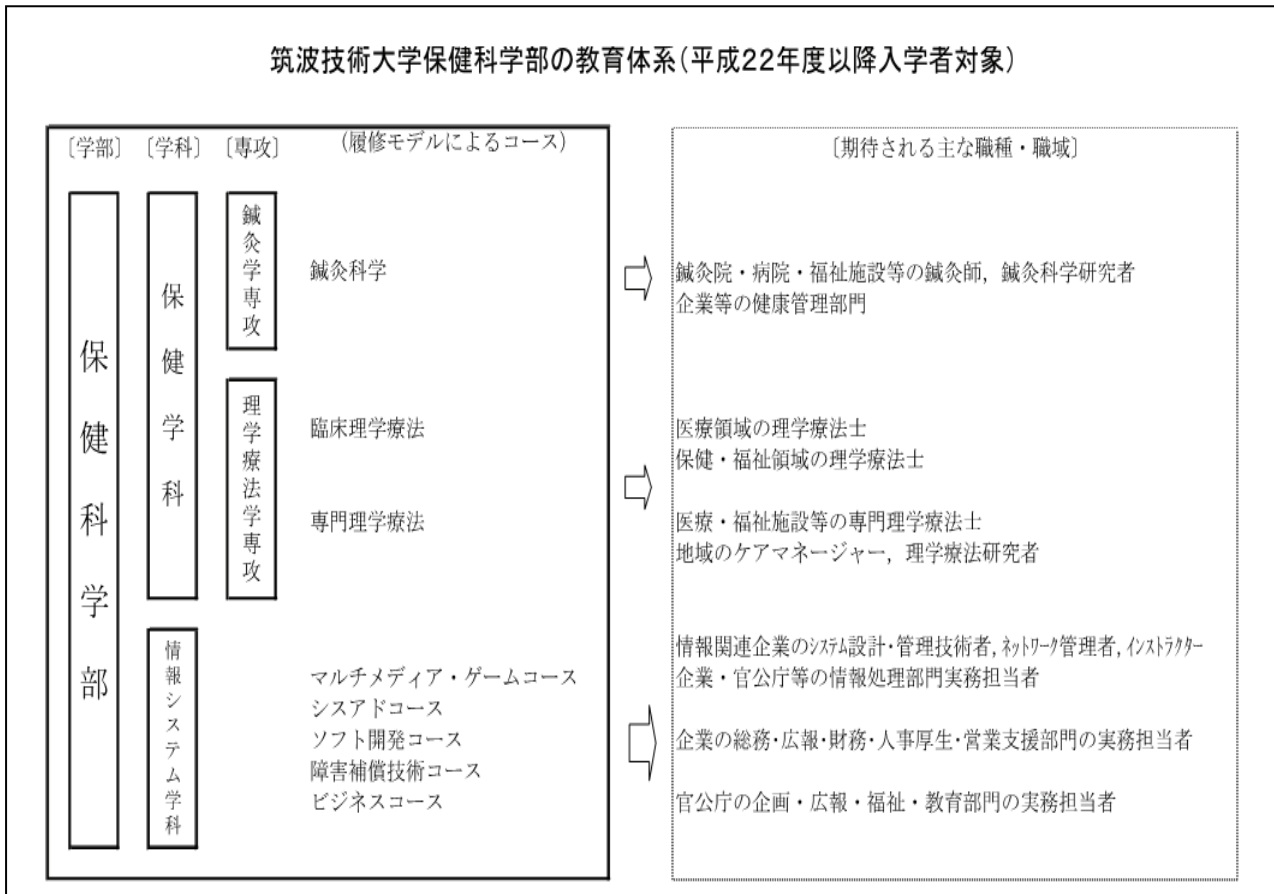 筑波技術大学保健科学部の教育体系(平成22年度以降入学者対象)
〔学部〕 〔学科〕 〔専攻〕 (履修モデルによるコース)
〔期待される主な職種・職域〕
保健科学部
保健学科
鍼灸学専攻
鍼灸科学
鍼灸院・病院・福祉施設等の鍼灸師，鍼灸科学研究者
企業等の健康管理部門
理学療法学専攻
臨床理学療法
医療領域の理学療法士
保健・福祉領域の理学療法士
専門理学療法
医療・福祉施設等の専門理学療法士
地域のケアマネージャー，理学療法研究者
情報システム学科
マルチメディア・ゲームコース
シスアドコース
ソフト開発コース
障害補償技術コース
ビジネスコース
情報関連企業のシステム設計・管理技術者,ネットワーク管理者,インストラクター
企業・官公庁等の情報処理部門実務担当者
企業の総務・広報・財務・人事厚生・営業支援部門の実務担当者
官公庁の企画・広報・福祉・教育部門の実務担当者